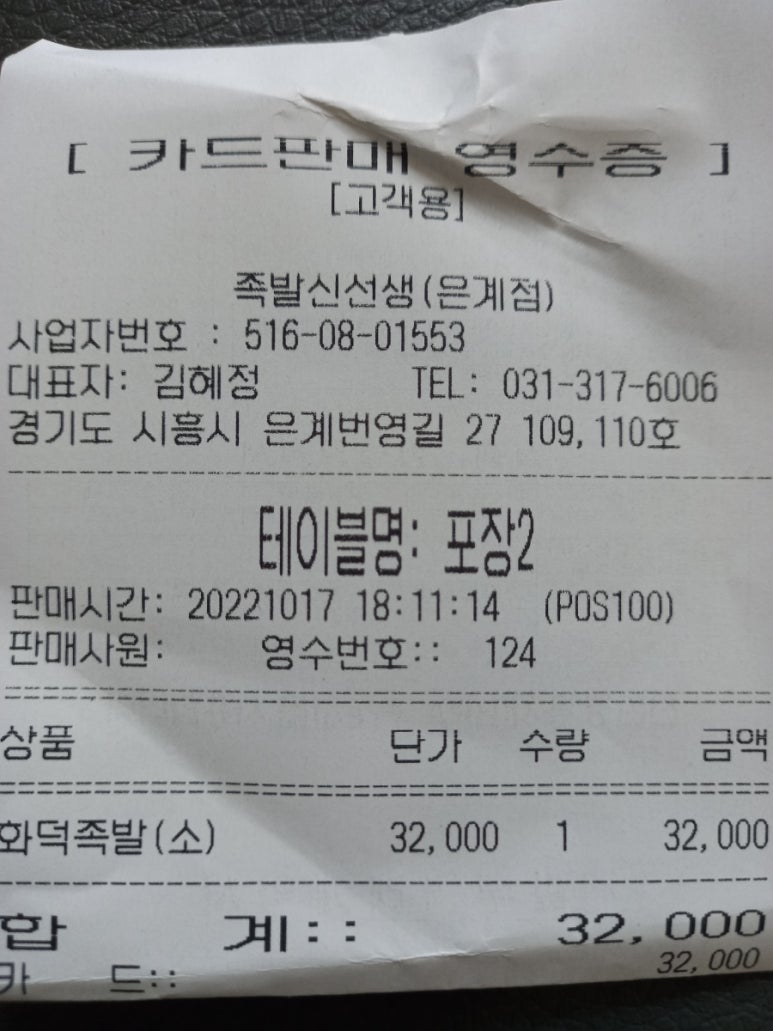 [ 카드판매 영수증 ]
[고객용]
족발신선생(은계점)
사업자번호 : 516-08-01553
대표자: 김혜정 TEL: 031-317-6006
경기도 시흥시 은계번영길 27 109,110호
테이블명: 포장2
판매시간: 20221017 18:11:14 (POS100)
판매사원: 영수번호:: 124
상품 단가 수량 금액
화덕족발(소) 32,000 1 32,000
합 계:: 32,000
카 드:: 32,000